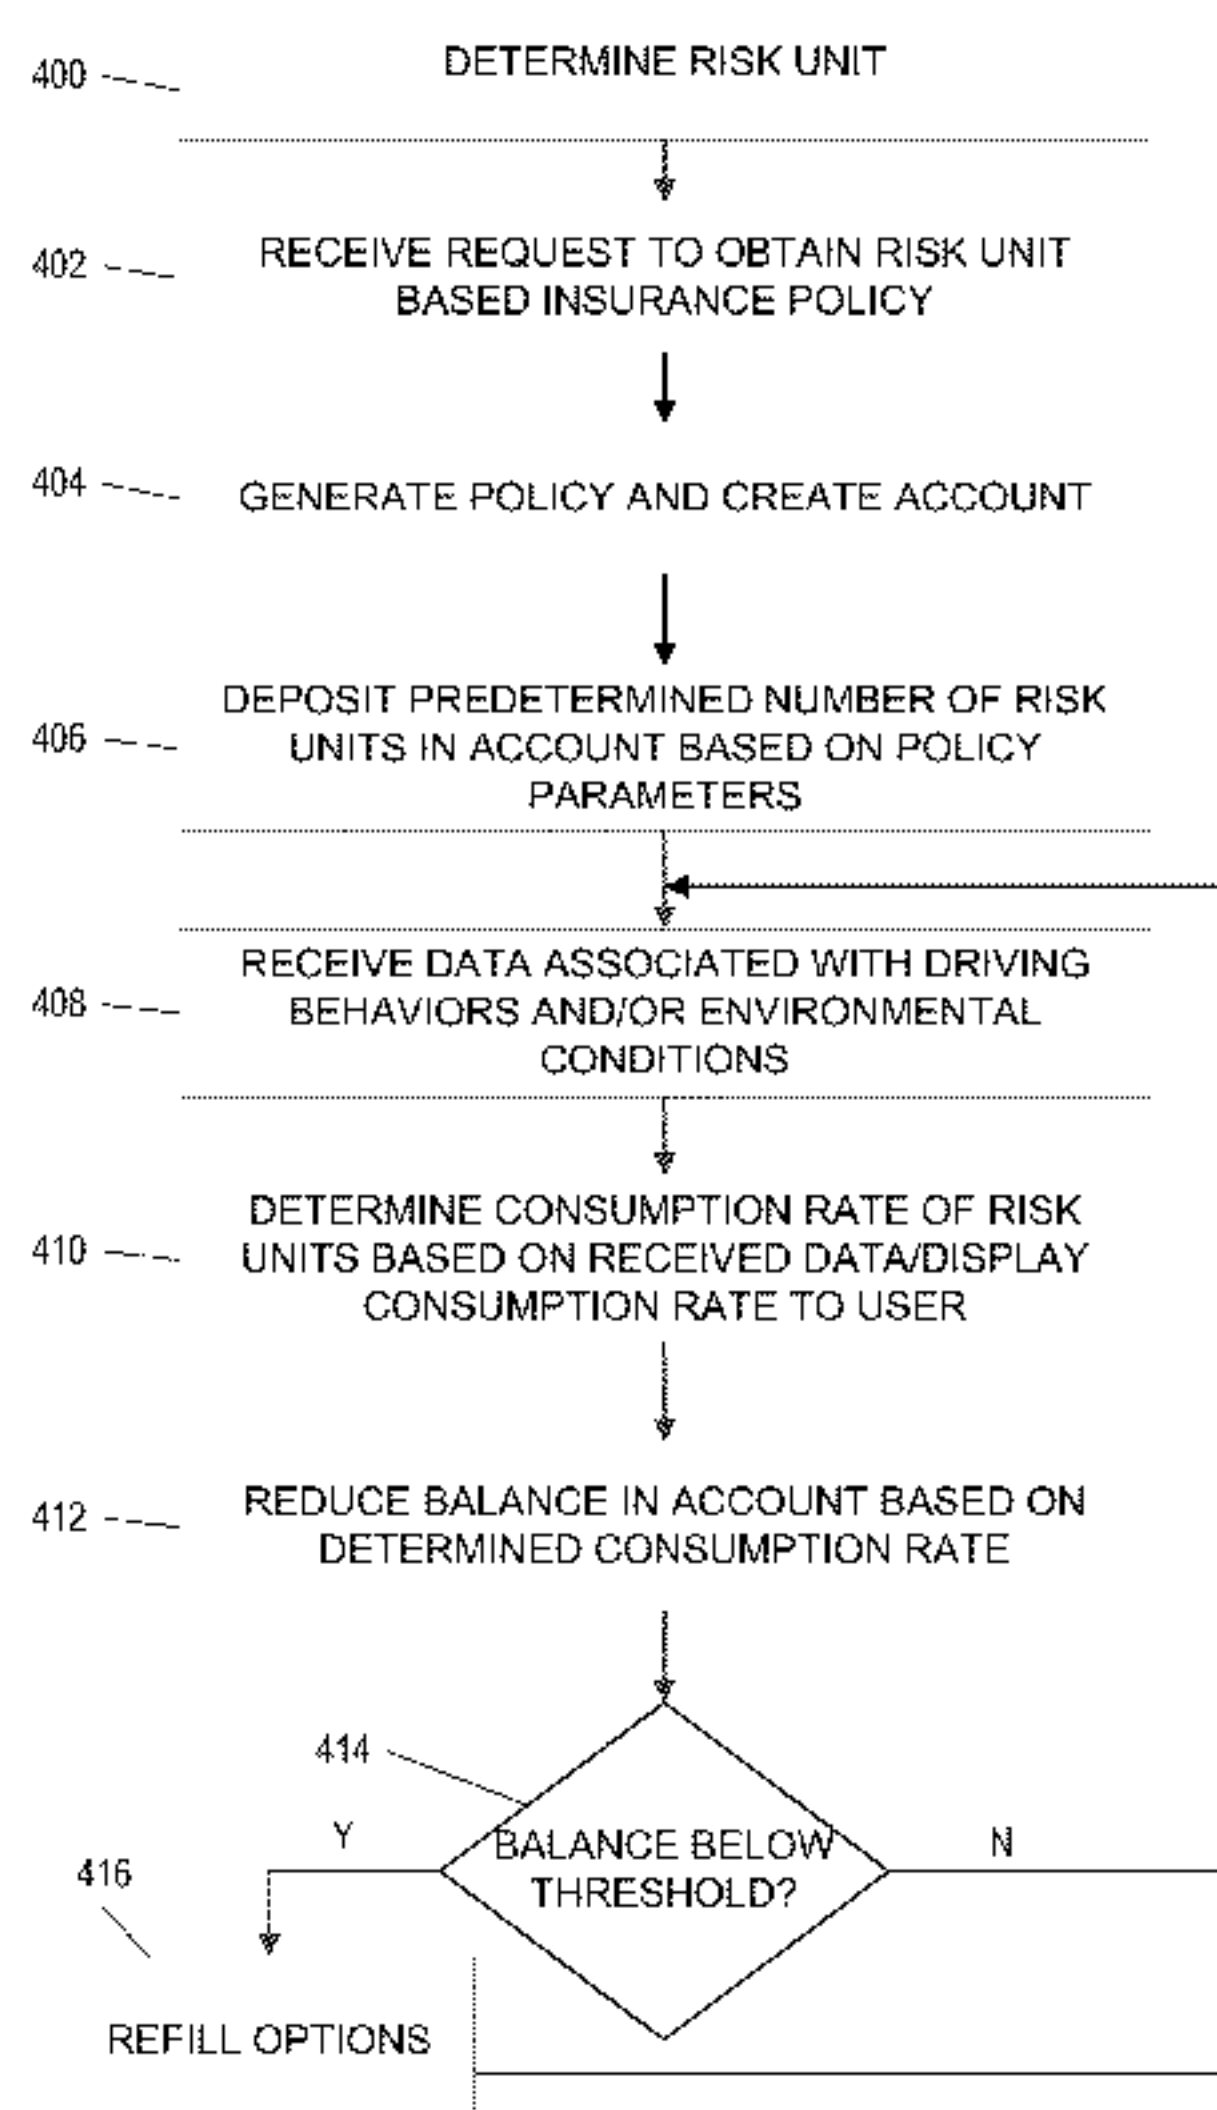 400
DETERMINE RISK UNIT
402
RECEIVE REQUEST TO OBTAIN RISK UNIT
BASED INSURANCE POLICY
404
GENERATE POLICY AND CREATE ACCOUNT
406
DEPOSIT PREDETERMINED NUMBER OF RISK
UNITS IN ACCOUNT BASED ON POLICY
PARAMETERS
408
RECEIVE DATA ASSOCIATED WITH DRIVING
BEHAVIORS AND/OR ENVIRONMENTAL
CONDITIONS
410
DETERMINE CONSUMPTION RATE OF RISK
UNITS BASED ON RECEIVED DATA/DISPLAY
CONSUMPTION RATE TO USER
412
REDUCE BALANCE IN ACCOUNT BASED ON
DETERMINED CONSUMPTION RATE
414
Y
BALANCE BELOW
THRESHOLD?
N
416
REFILL OPTIONS